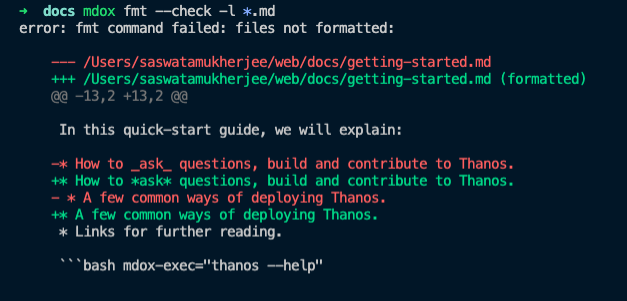 → docs mdox fmt --check -l *.md
error: fmt command failed: files not formatted:
--- /Users/saswatamukherjee/web/docs/getting-started.md
+++ /Users/saswatamukherjee/web/docs/getting-started.md (formatted)
@@ -13,2 +13,2 @@
In this quick-start guide, we will explain:
-* How to _ask_ questions, build and contribute to Thanos.
+* How to *ask* questions, build and contribute to Thanos.
- * A few common ways of deploying Thanos.
+* A few common ways of deploying Thanos.
* Links for further reading.
```bash mdox-exec="thanos --help"